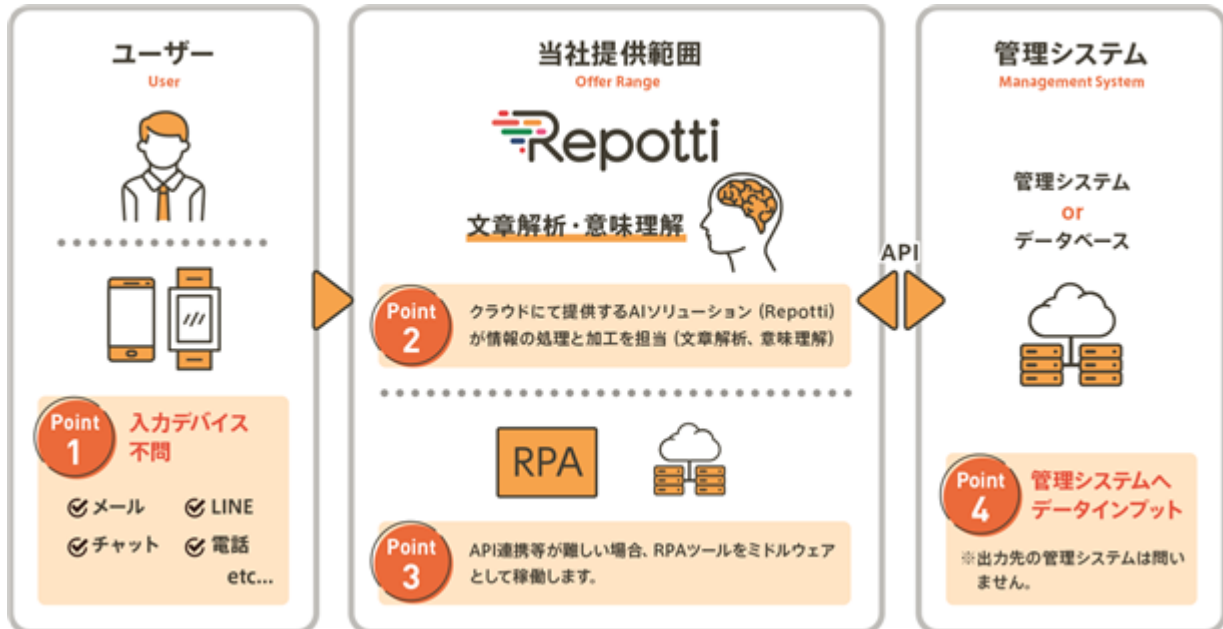 ユーザー
User
Point
1
入力デバイス
不問
メール
LINE
チャット
電話
etc...
当社提供範囲
Offer Range
Repotti
文章解析・意味理解
Point
2
クラウドにて提供するAIソリューション（Repotti）
が情報の処理と加工を担当（文章解析、意味理解）
RPA
Point
3
API連携等が難しい場合、RPAツールをミドルウェア
として稼働します。
API
管理システム
Management System
管理システム
or
データベース
Point
4
管理システムへ
データインプット
※出力先の管理システムは問い
ません。